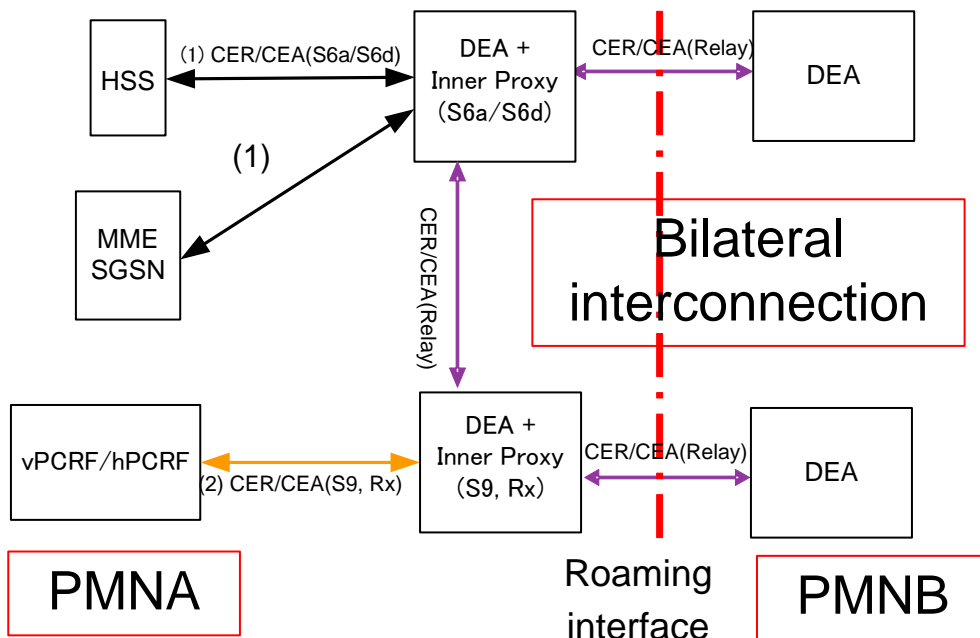 (1) CER/CEA(S6a/S6d)
HSS
DEA +
Inner Proxy
(S6a/S6d)
CER/CEA(Relay)
DEA
(1)
MME
SGSN
CER/CEA(Relay)
Bilateral
interconnection
vPCRF/hPCRF
(2) CER/CEA(S9, Rx)
DEA +
Inner Proxy
(S9, Rx)
CER/CEA(Relay)
DEA
PMNA
Roaming
interface
PMNB